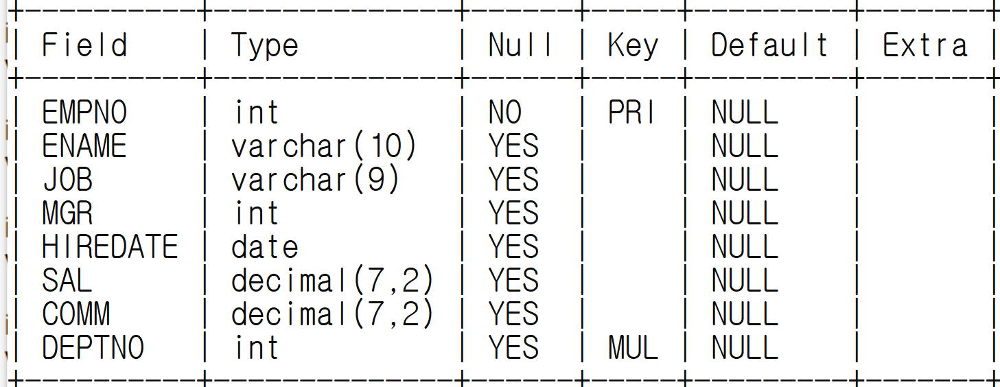 +----------+--------------+------+-----+---------+-------+
| Field | Type | Null | Key | Default | Extra |
+----------+--------------+------+-----+---------+-------+
| EMPNO | int | NO | PRI | NULL | |
| ENAME | varchar(10) | YES | | NULL | |
| JOB | varchar(9) | YES | | NULL | |
| MGR | int | YES | | NULL | |
| HIREDATE | date | YES | | NULL | |
| SAL | decimal(7,2) | YES | | NULL | |
| COMM | decimal(7,2) | YES | | NULL | |
| DEPTNO | int | YES | MUL | NULL | |
+----------+--------------+------+-----+---------+-------+